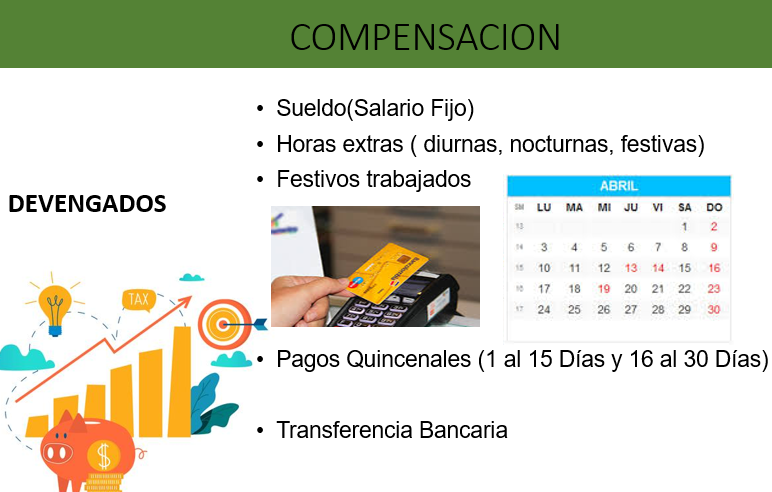 COMPENSACION
• Sueldo(Salario Fijo)
• Horas extras ( diurnas, nocturnas, festivas)
• Festivos trabajados
DEVENGADOS
ABRIL
SM LU MA MI JU VI SA DO
13 1 2
14 3 4 5 6 7 8 9
15 10 11 12 13 14 15 16
16 17 18 19 20 21 22 23
17 24 25 26 27 28 29 30
TAX
$
• Pagos Quincenales (1 al 15 Días y 16 al 30 Días)
• Transferencia Bancaria